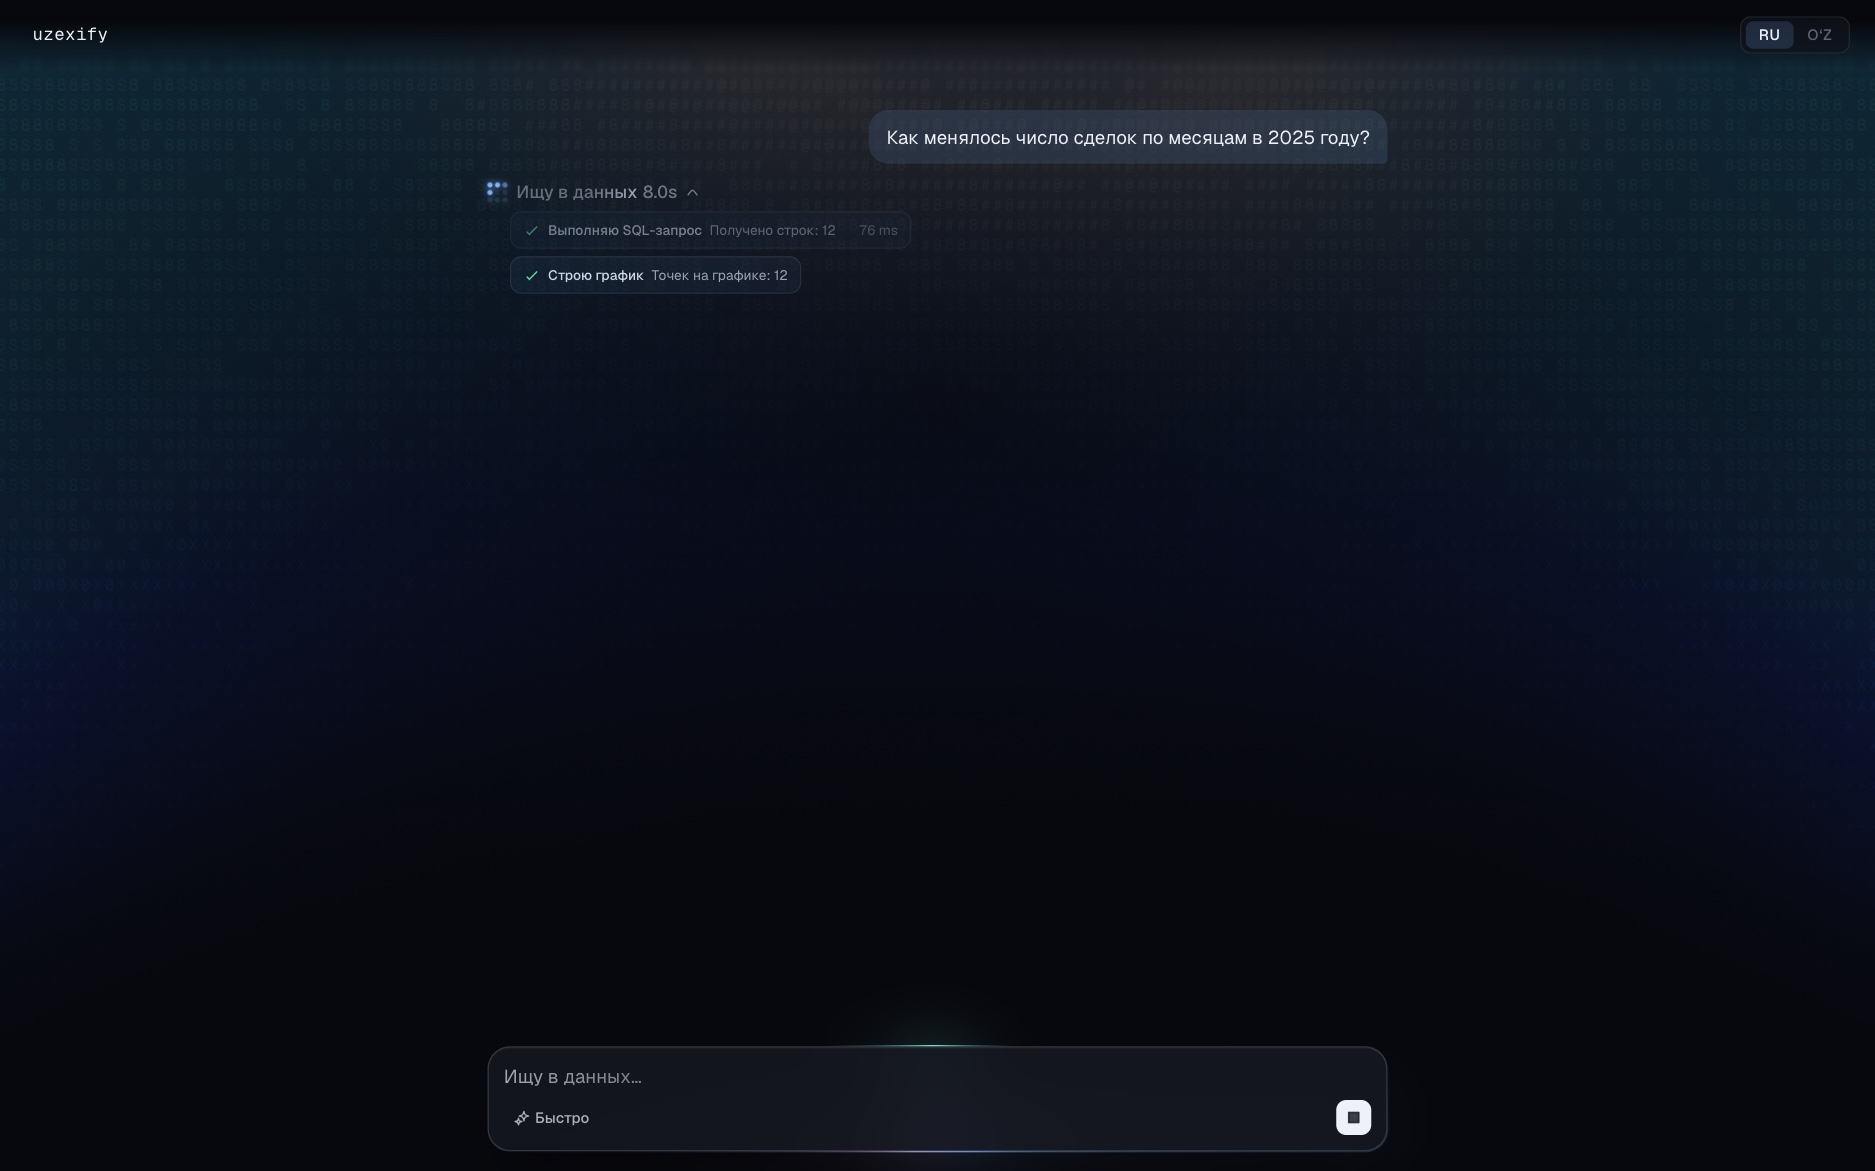 uzexify
RU O'Z
Как менялось число сделок по месяцам в 2025 году?
Ищу в данных 8.0s
Выполняю SQL-запрос Получено строк: 12 76 ms
Строю график Точек на графике: 12
Ищу в данных…
Быстро